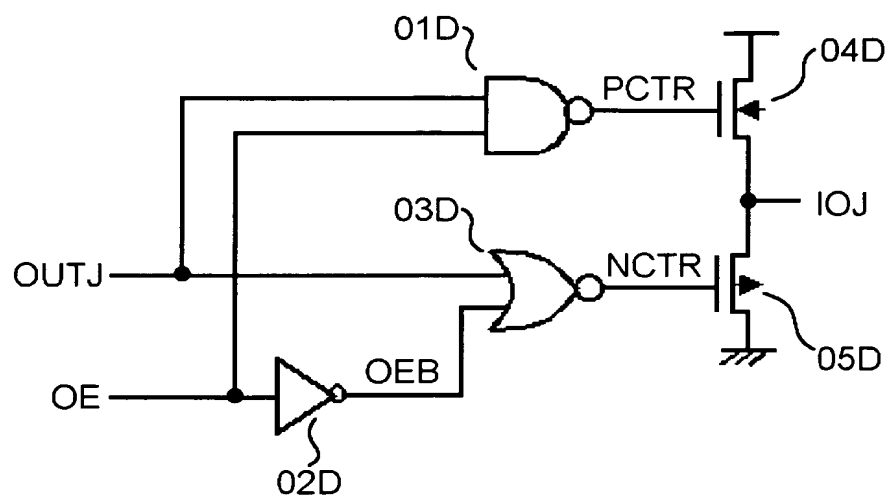 01D
PCTR
04D
03D
IOJ
OUTJ
NCTR
OEB
05D
OE
02D